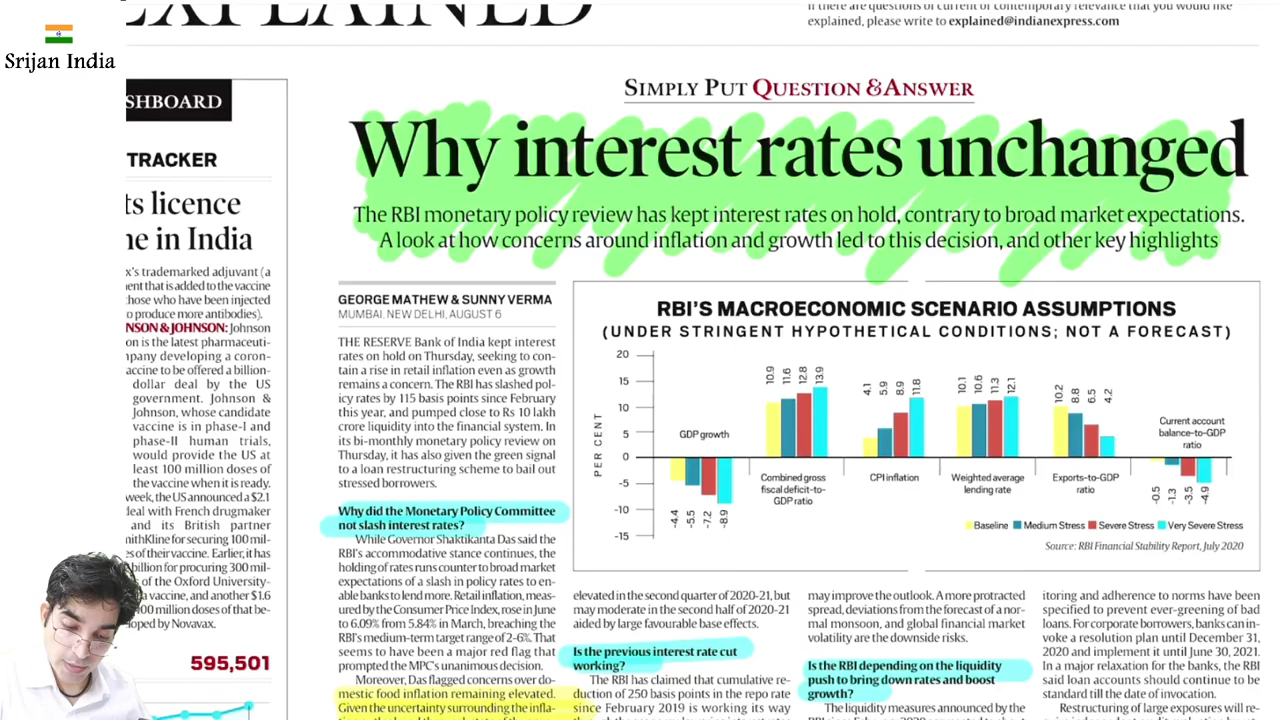 EXPLAINED
If there are questions of current or contemporary relevance that you would like
explained, please write to explained@indianexpress.com
Srijan India
SHBOARD
TRACKER
ts licence
ne in India
x's trademarked adjuvant (a
ent that is added to the vaccine
those who have been injected
o produce more antibodies).
NSON & JOHNSON: Johnson
on is the latest pharmaceuti-
pany developing a coron-
accine to be offered a billion-
dollar deal by the US
government. Johnson &
Johnson, whose candidate
vaccine is in phase-I and
phase-II human trials,
would provide the US at
least 100 million doses of
the vaccine when it is ready.
week, the US announced a $2.1
deal with French drugmaker
and its British partner
mithKline for securing 100 mil-
es of their vaccine. Earlier, it has
billion for procuring 300 mil-
of the Oxford University-
a vaccine, and another $1.6
100 million doses of that be-
loped by Novavax.
595,501
SIMPLY PUT QUESTION & ANSWER
Why interest rates unchanged
The RBI monetary policy review has kept interest rates on hold, contrary to broad market expectations.
A look at how concerns around inflation and growth led to this decision, and other key highlights
GEORGE MATHEW & SUNNY VERMA
MUMBAI, NEW DELHI, AUGUST 6
THE RESERVE Bank of India kept interest
rates on hold on Thursday, seeking to con-
tain a rise in retail inflation even as growth
remains a concern. The RBI has slashed pol-
icy rates by 115 basis points since February
this year, and pumped close to Rs 10 lakh
crore liquidity into the financial system. In
its bi-monthly monetary policy review on
Thursday, it has also given the green signal
to a loan restructuring scheme to bail out
stressed borrowers.
Why did the Monetary Policy Committee
not slash interest rates?
While Governor Shaktikanta Das said the
RBI's accommodative stance continues, the
holding of rates runs counter to broad market
expectations of a slash in policy rates to en-
able banks to lend more. Retail inflation, meas-
ured by the Consumer Price Index, rose in June
to 6.09% from 5.84% in March, breaching the
RBI's medium-term target range of 2-6%. That
seems to have been a major red flag that
prompted the MPC's unanimous decision.
Moreover, Das flagged concerns over do-
mestic food inflation remaining elevated.
Given the uncertainty surrounding the infla-
RBI'S MACROECONOMIC SCENARIO ASSUMPTIONS
(UNDER STRINGENT HYPOTHETICAL CONDITIONS; NOT A FORECAST)
PER CENT
20
15
10
5
0
-5
-10
-15
GDP growth
-4.4 -5.5 -7.2 -8.9
10.9 11.6 12.8 13.9
Combined gross
fiscal deficit-to-
GDP ratio
4.1 5.9 8.9 11.8
CPI inflation
10.1 10.6 11.3 12.1
Weighted average
lending rate
10.2 8.8 6.5 4.2
Exports-to-GDP
ratio
Current account
balance-to-GDP
ratio
-0.5 -1.3 -3.5 -4.9
Baseline Medium Stress Severe Stress Very Severe Stress
Source: RBI Financial Stability Report, July 2020
elevated in the second quarter of 2020-21, but
may moderate in the second half of 2020-21
aided by large favourable base effects.
Is the previous interest rate cut
working?
The RBI has claimed that cumulative re-
duction of 250 basis points in the repo rate
since February 2019 is working its way
may improve the outlook. A more protracted
spread, deviations from the forecast of a nor-
mal monsoon, and global financial market
volatility are the downside risks.
Is the RBI depending on the liquidity
push to bring down rates and boost
growth?
The liquidity measures announced by the
itoring and adherence to norms have been
specified to prevent ever-greening of bad
loans. For corporate borrowers, banks can in-
voke a resolution plan until December 31,
2020 and implement it until June 30, 2021.
In a major relaxation for the banks, the RBI
said loan accounts should continue to be
standard till the date of invocation.
Restructuring of large exposures will re-